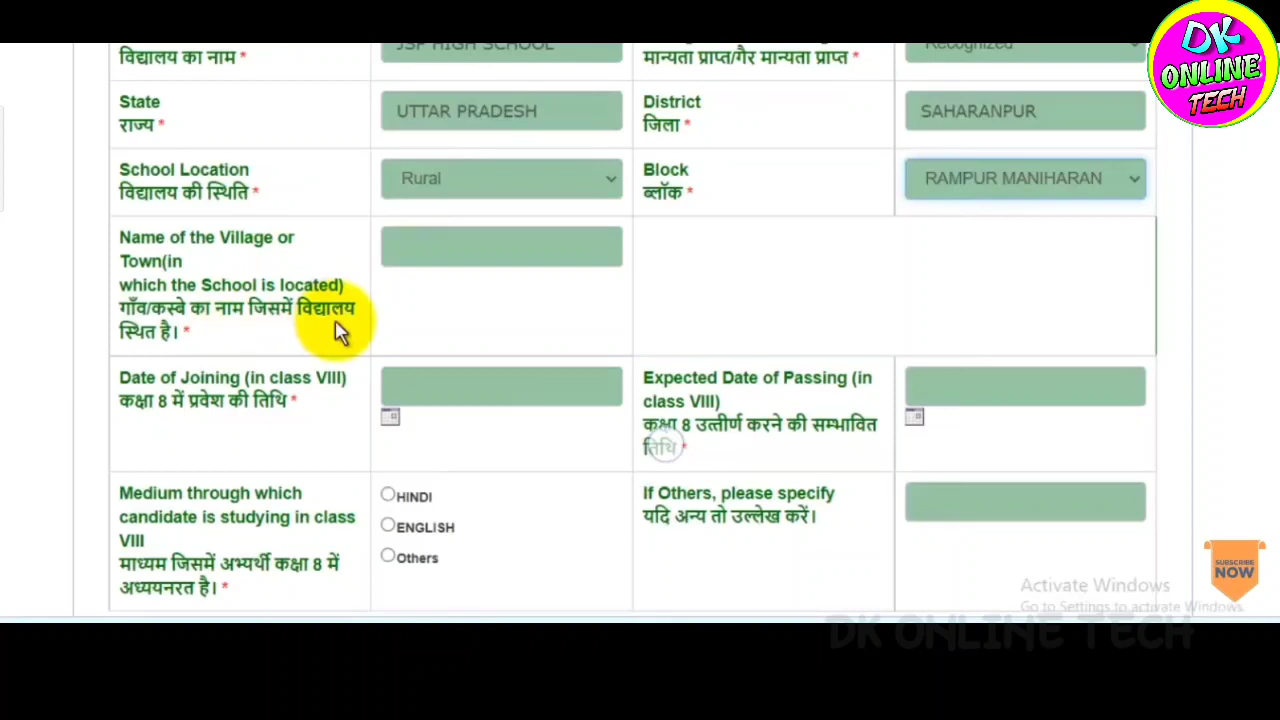 DK
ONLINE
TECH
JSP HIGH SCHOOL
Recognized
विद्यालय का नाम *
मान्यता प्राप्त/गैर मान्यता प्राप्त *
State
राज्य *
UTTAR PRADESH
District
जिला *
SAHARANPUR
School Location
विद्यालय की स्थिति *
Rural
Block
ब्लॉक *
RAMPUR MANIHARAN
Name of the Village or
Town(in
which the School is located)
गाँव/कस्बे का नाम जिसमें विद्यालय
स्थित है। *
Date of Joining (in class VIII)
कक्षा 8 में प्रवेश की तिथि *
Expected Date of Passing (in
class VIII)
कक्षा 8 उत्तीर्ण करने की सम्भावित
तिथि *
Medium through which
candidate is studying in class
VIII
माध्यम जिसमें अभ्यर्थी कक्षा 8 में
अध्ययनरत है। *
HINDI
ENGLISH
Others
If Others, please specify
यदि अन्य तो उल्लेख करें।
SUBSCRIBE
NOW
Activate Windows
Go to Settings to activate Windows.
DK ONLINE TECH